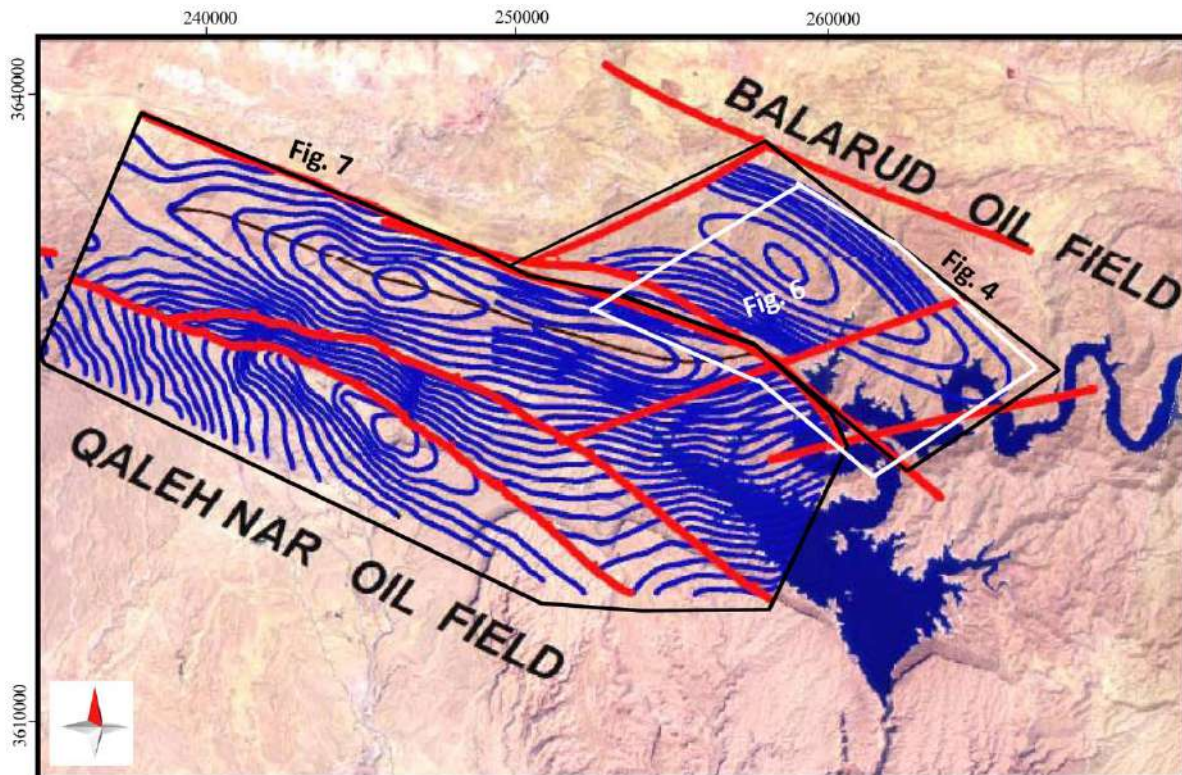 240000
250000
260000
3640000
3610000
BALARUD OIL FIELD
Fig. 7
Fig. 4
Fig. 6
QALEH NAR OIL FIELD